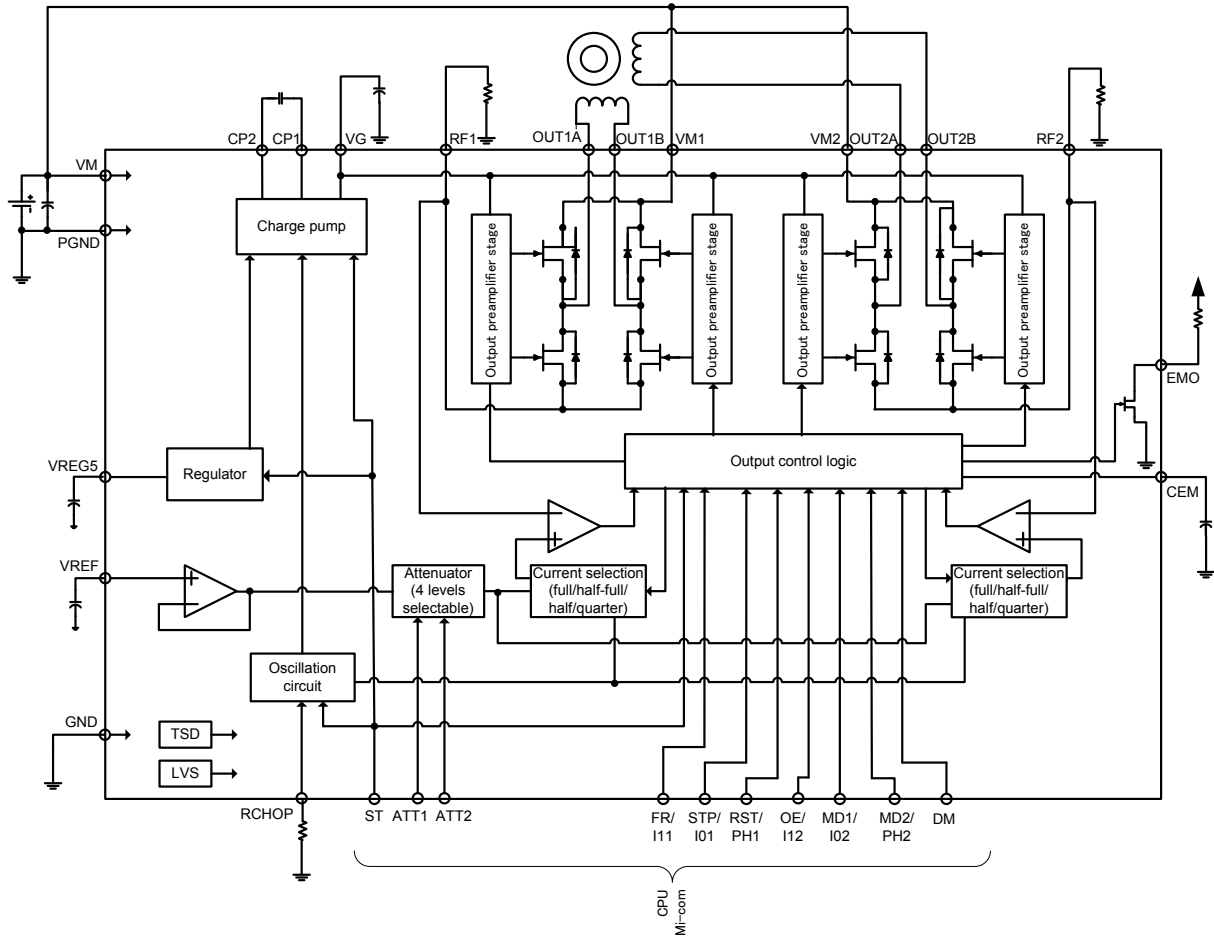 CP2
CP1
VG
RF1
OUT1A
OUT1B
VM1
VM2
OUT2A
OUT2B
RF2
VM
PGND
Charge pump
Output preamplifier stage
Output preamplifier stage
Output preamplifier stage
Output preamplifier stage
EMO
VREG5
Regulator
Output control logic
CEM
VREF
Attenuator
(4 levels
selectable)
Current selection
(full/half-full/
half/quarter)
Current selection
(full/half-full/
half/quarter)
Oscillation
circuit
GND
TSD
LVS
RCHOP
ST
ATT1
ATT2
FR/
I11
STP/
I01
RST/
PH1
OE/
I12
MD1/
I02
MD2/
PH2
DM
CPU
Mi-com